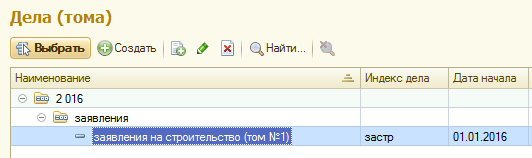 Дела (тома)
Выбрать Создать Найти...
Наименование Индекс дела Дата начала
2 016
заявления
заявления на строительство (том №1) застр 01.01.2016